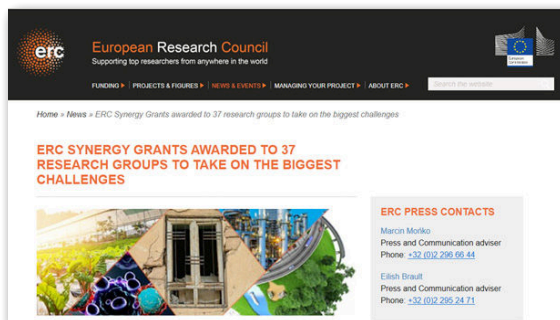 erc
European Research Council
Supporting top researchers from anywhere in the world
European
Commission
FUNDING | PROJECTS & FIGURES | NEWS & EVENTS | MANAGING YOUR PROJECT | ABOUT ERC
Search the website
Home » News » ERC Synergy Grants awarded to 37 research groups to take on the biggest challenges
ERC SYNERGY GRANTS AWARDED TO 37
RESEARCH GROUPS TO TAKE ON THE BIGGEST
CHALLENGES
ERC PRESS CONTACTS
Marcin Mońko
Press and Communication adviser
Phone: +32 (0)2 296 66 44
Eilish Brault
Press and Communication adviser
Phone: +32 (0)2 295 24 71